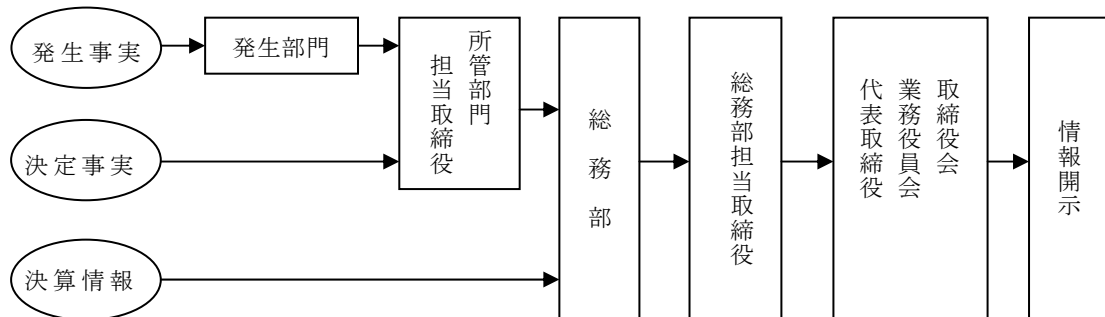 発生事実
発生部門
所管部門
担当取締役
決定事実
決算情報
総務部
総務部担当取締役
取締役会
業務役員会
代表取締役
情報開示